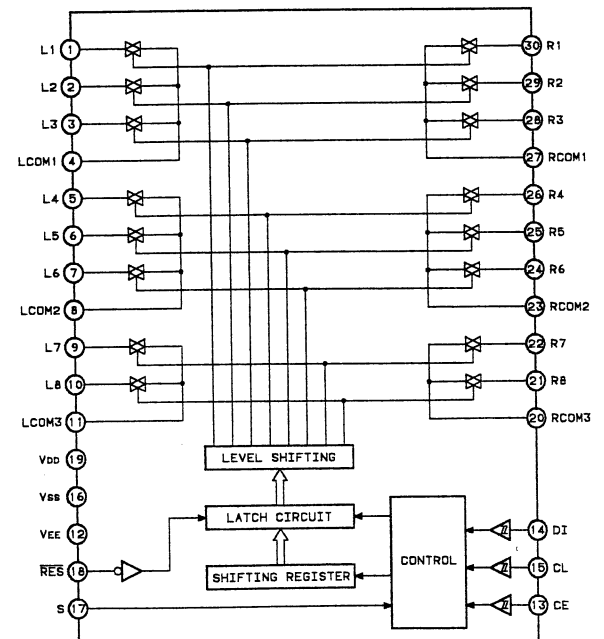 L1 1 30 R1
L2 2 29 R2
L3 3 28 R3
LCOM1 4 27 RCOM1
L4 5 26 R4
L5 6 25 R5
L6 7 24 R6
LCOM2 8 23 RCOM2
L7 9 22 R7
L8 10 21 R8
LCOM3 11 20 RCOM3
VDD 19
LEVEL SHIFTING
VSS 16
LATCH CIRCUIT
VEE 12
CONTROL
14 DI
RES 18
SHIFTING REGISTER
15 CL
S 17
13 CE